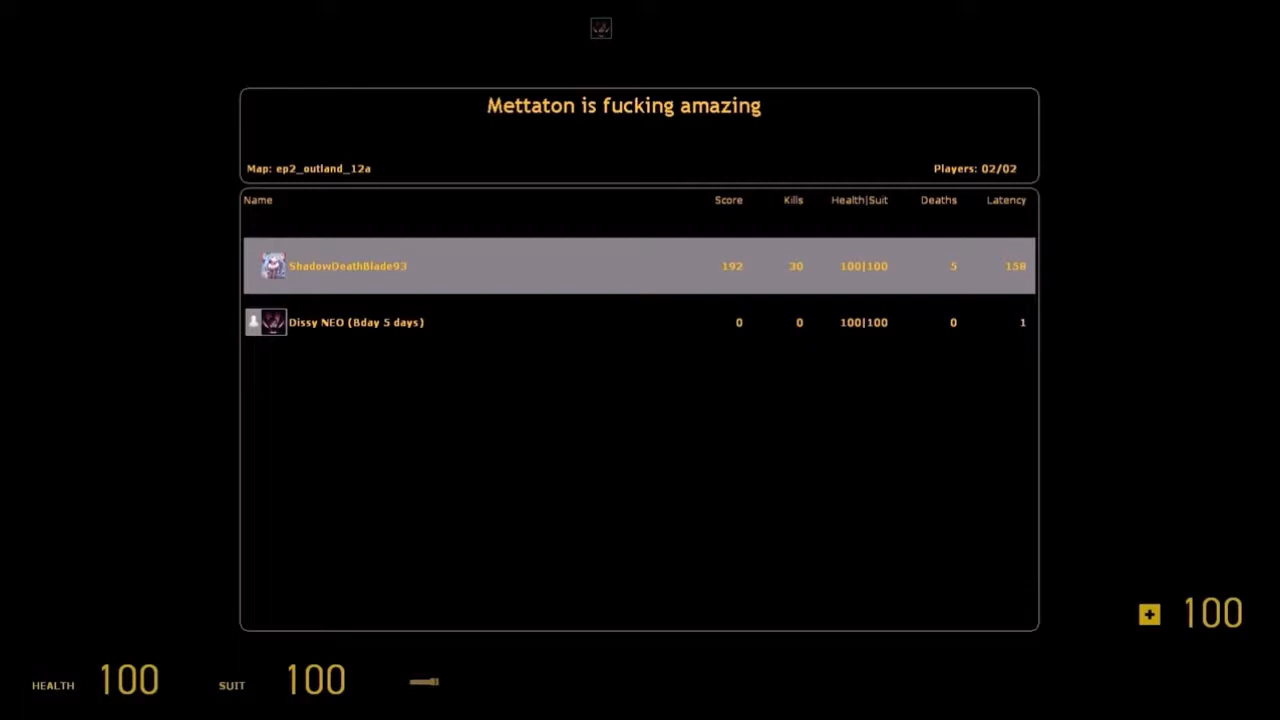 Mettaton is fucking amazing
Map: ep2_outland_12a Players: 02/02
Name Score Kills Health|Suit Deaths Latency
ShadowDeathBlade93 192 30 100|100 5 158
Dissy NEO (Bday 5 days) 0 0 100|100 0 1
100
HEALTH 100 SUIT 100